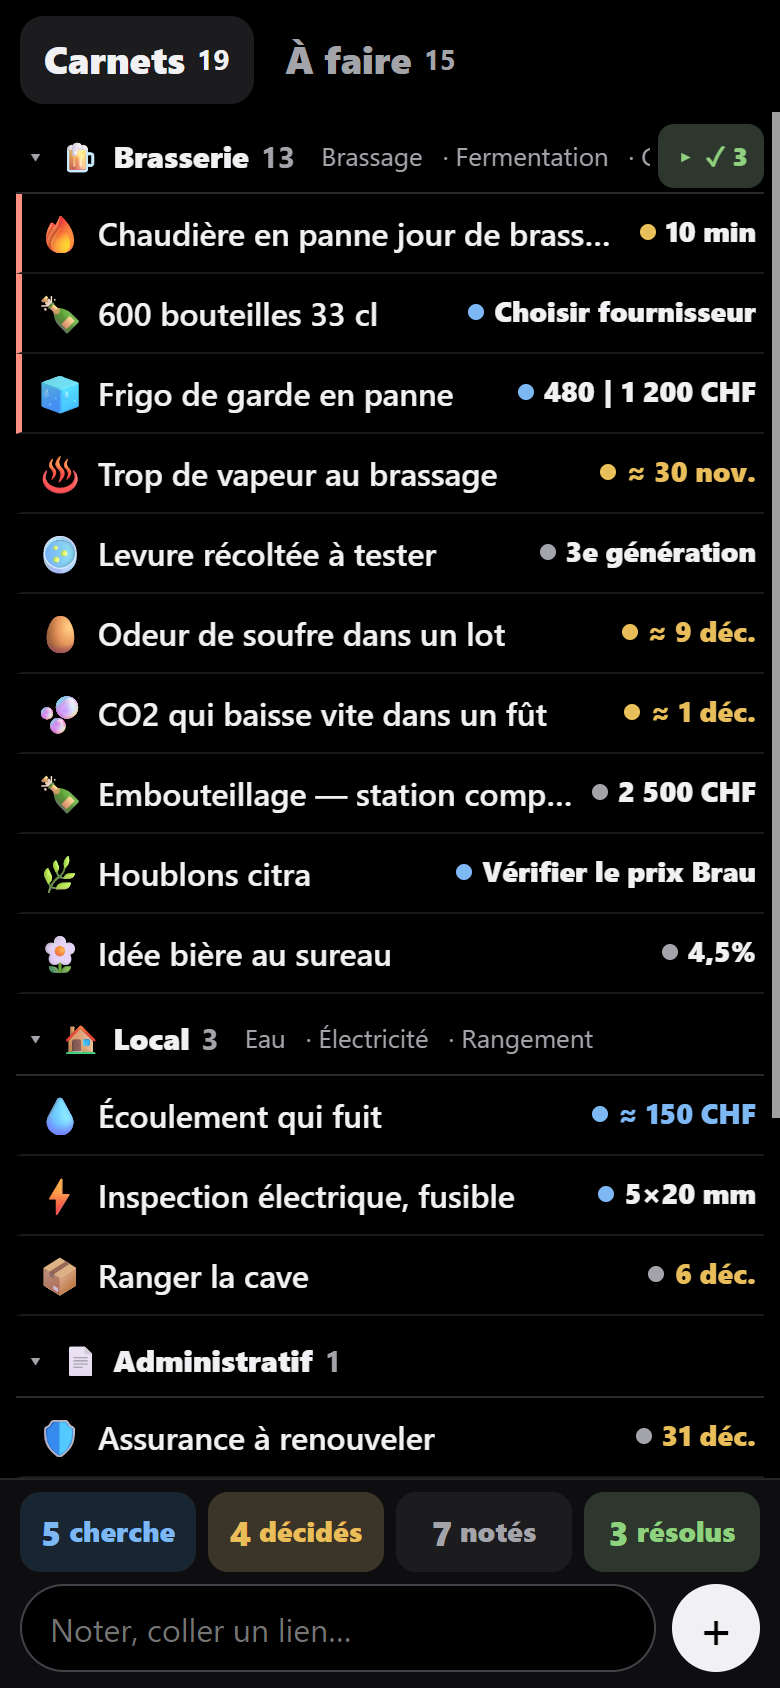 Carnets 19 À faire 15
Brasserie 13 Brassage · Fermentation · ✓ 3
Chaudière en panne jour de brass... 10 min
600 bouteilles 33 cl Choisir fournisseur
Frigo de garde en panne 480 | 1 200 CHF
Trop de vapeur au brassage ≈ 30 nov.
Levure récoltée à tester 3e génération
Odeur de soufre dans un lot ≈ 9 déc.
CO2 qui baisse vite dans un fût ≈ 1 déc.
Embouteillage — station comp... 2 500 CHF
Houblons citra Vérifier le prix Brau
Idée bière au sureau 4,5%
Local 3 Eau · Électricité · Rangement
Écoulement qui fuit ≈ 150 CHF
Inspection électrique, fusible 5×20 mm
Ranger la cave 6 déc.
Administratif 1
Assurance à renouveler 31 déc.
5 cherche 4 décidés 7 notés 3 résolus
Noter, coller un lien... +